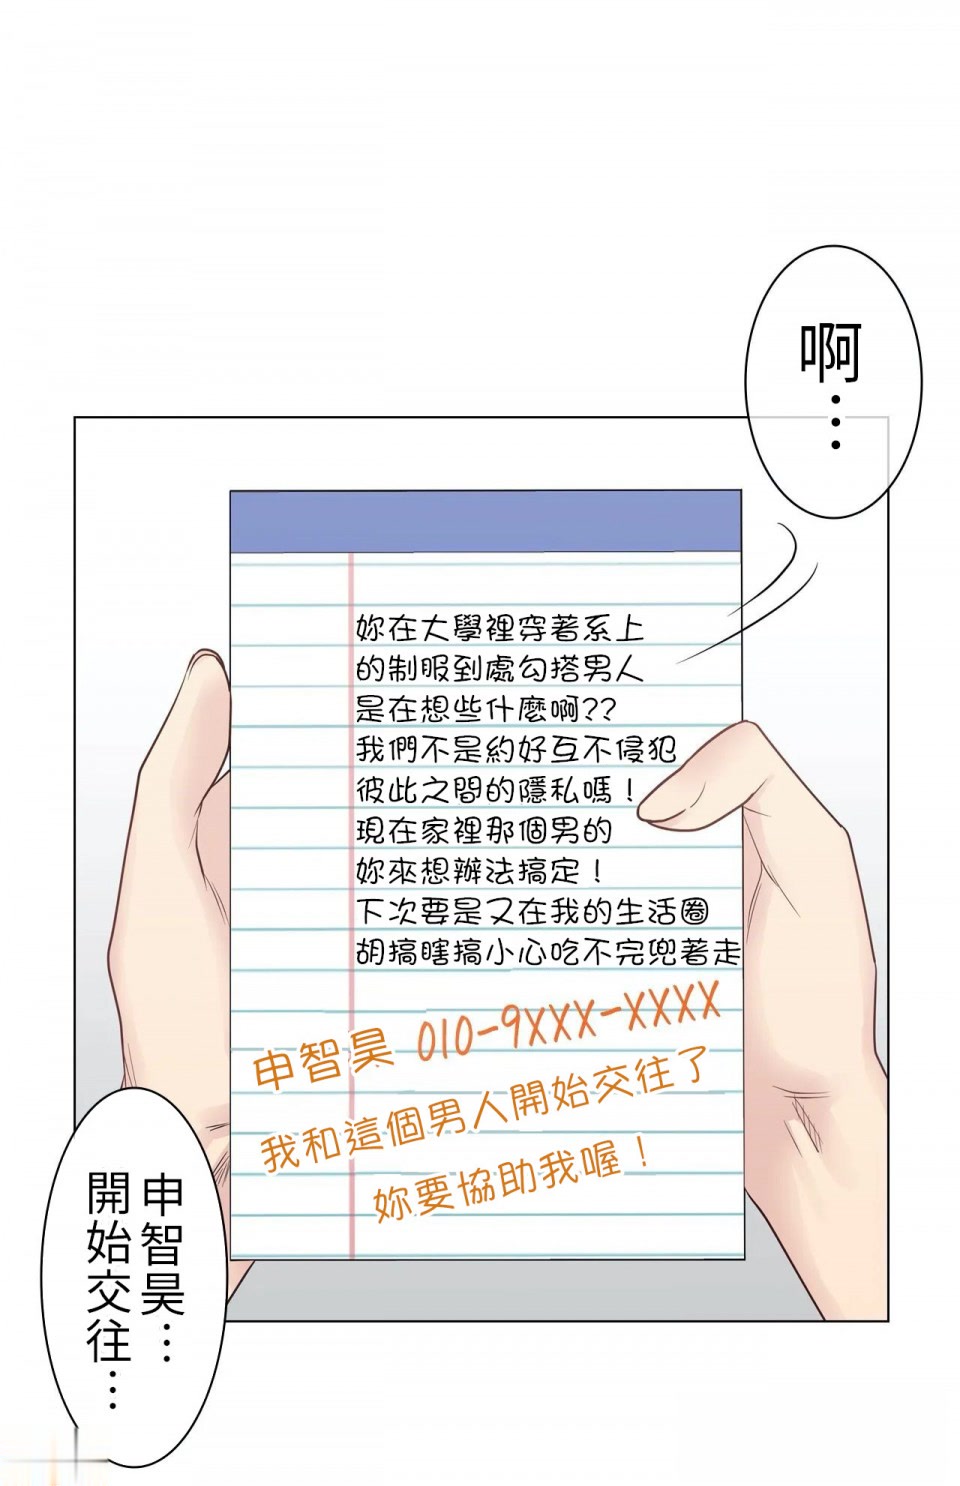 啊…
妳在大學裡穿著系上
的制服到處勾搭男人
是在想些什麼啊??
我們不是約好互不侵犯
彼此之間的隱私嗎！
現在家裡那個男的
妳來想辦法搞定！
下次要是又在我的生活圈
胡搞瞎搞小心吃不完兜著走
申智昊 010-9XXX-XXXX
我和這個男人開始交往了
妳要協助我喔！
申智昊…
開始交往…